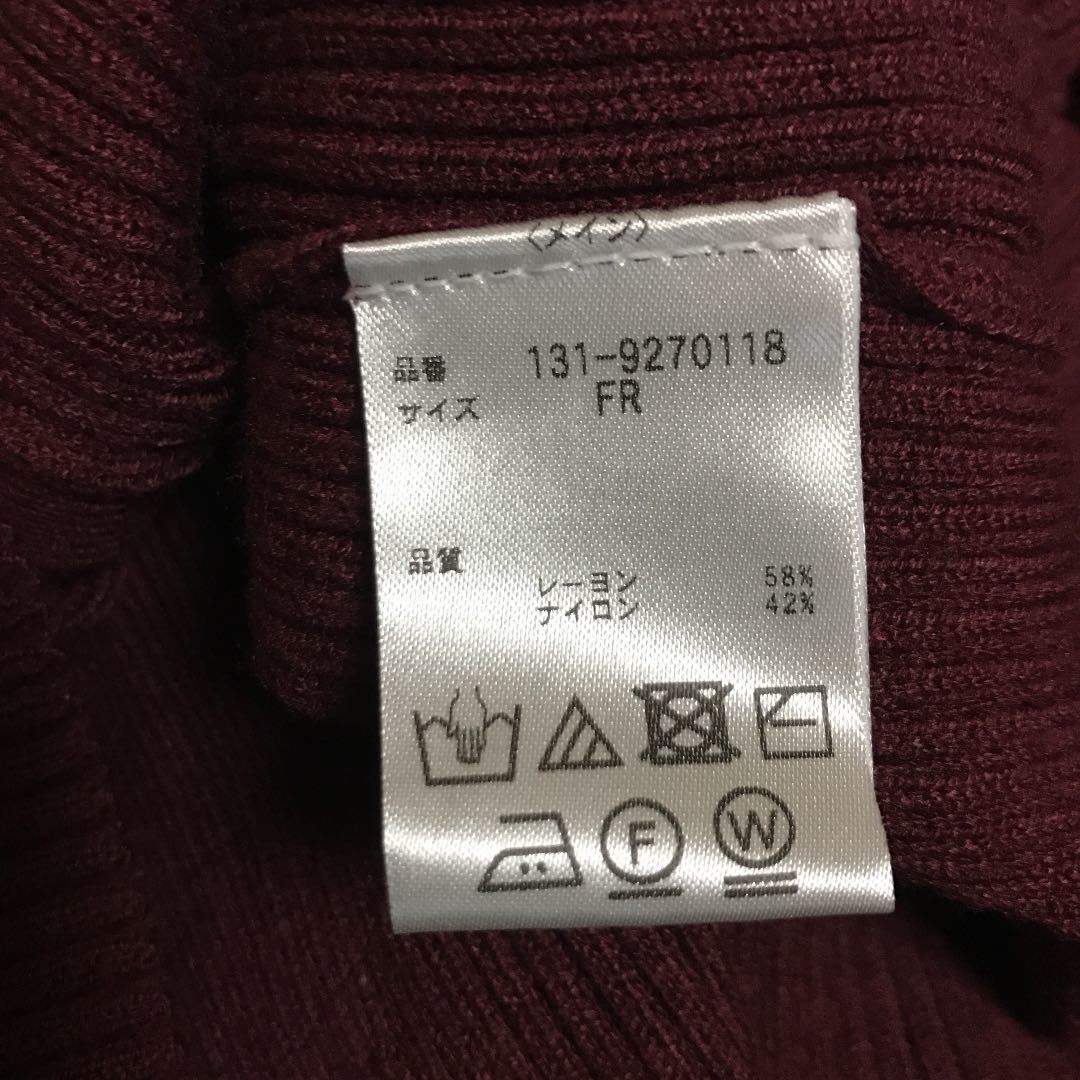 〈メイン〉
品番 131-9270118
サイズ FR
品質
レーヨン 58%
ナイロン 42%
F W